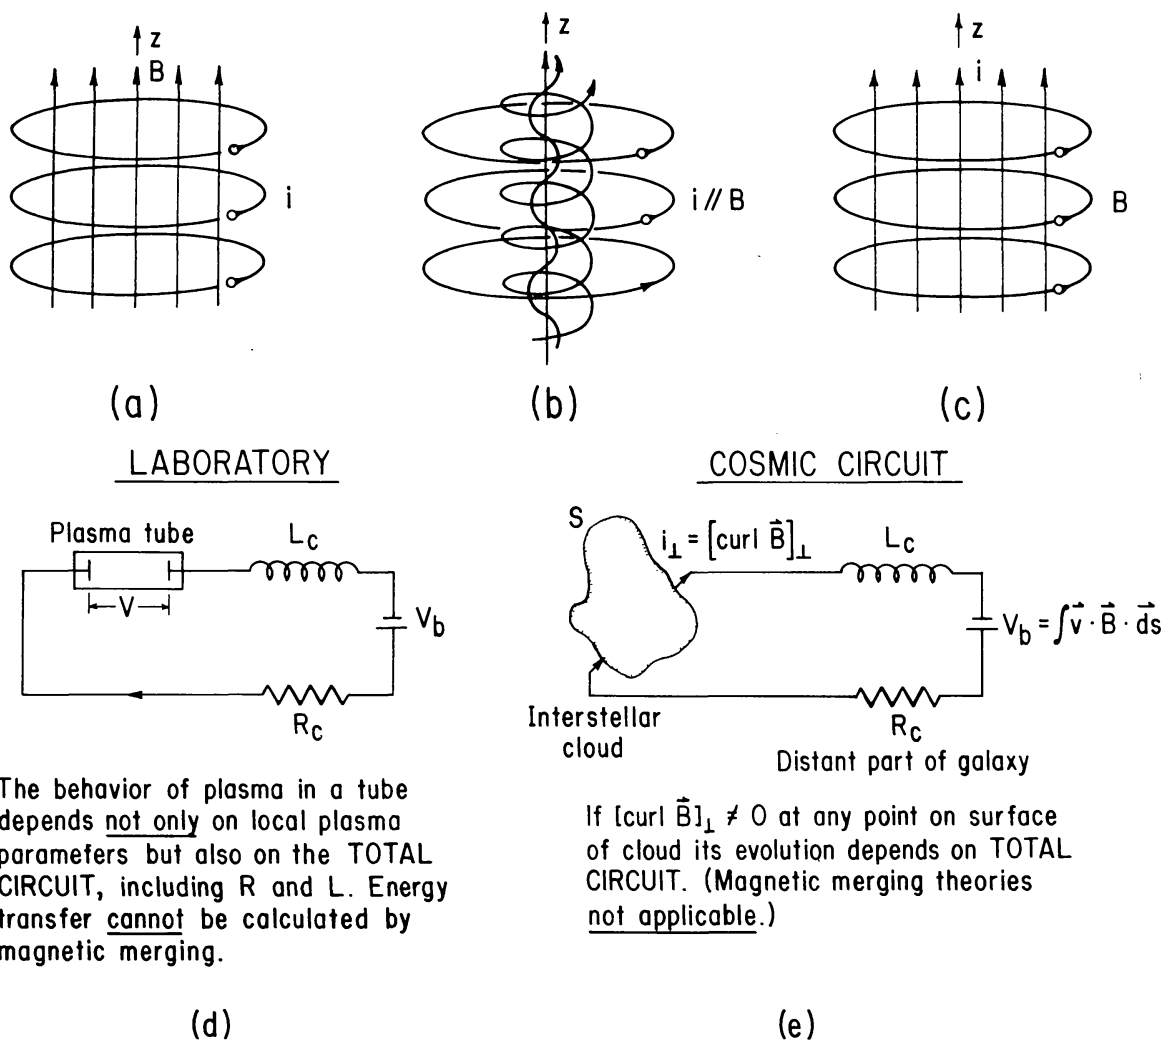 z
B
i
(a)
z
i // B
(b)
z
i
B
(c)
LABORATORY
Plasma tube
V
L_c
V_b
R_c
The behavior of plasma in a tube
depends not only on local plasma
paramefers but also on the TOTAL
CIRCUIT, including R and L. Energy
transfer cannot be calculated by
magnetic merging.
(d)
COSMIC CIRCUIT
S
i⊥ = [curl B⃗]⊥
L_c
V_b = ∫v⃗ · B⃗ · d⃗s
R_c
Interstellar
cloud
Distant part of galaxy
If [curl B⃗]⊥ ≠ 0 at any point on surface
of cloud its evolution depends on TOTAL
CIRCUIT. (Magnetic merging theories
not applicable.)
(e)